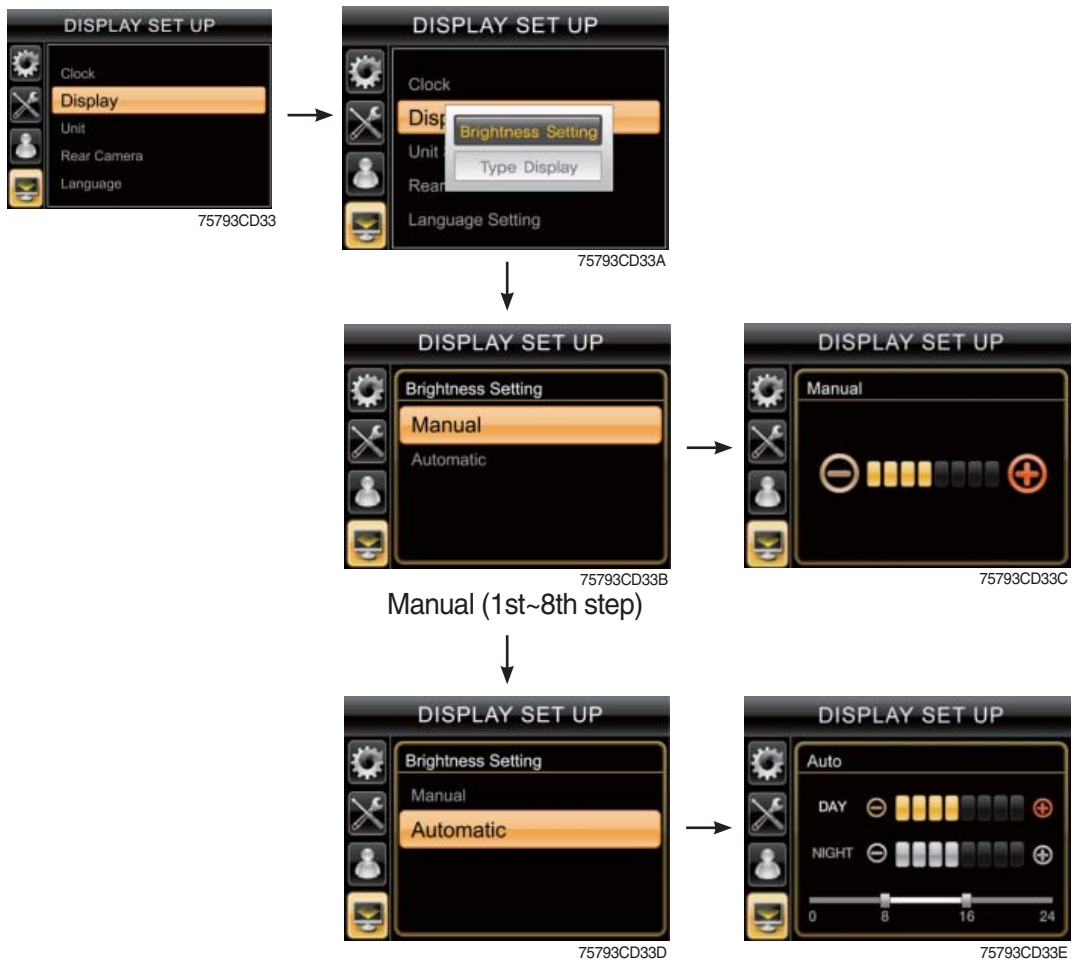 DISPLAY SET UP
Clock
Display
Unit
Rear Camera
Language
75793CD33
DISPLAY SET UP
Clock
Disp
Brightness Setting
Unit
Type Display
Rear
Language Setting
75793CD33A
DISPLAY SET UP
Brightness Setting
Manual
Automatic
75793CD33B
Manual (1st~8th step)
DISPLAY SET UP
Manual
75793CD33C
DISPLAY SET UP
Brightness Setting
Manual
Automatic
75793CD33D
DISPLAY SET UP
Auto
DAY
NIGHT
0 8 16 24
75793CD33E